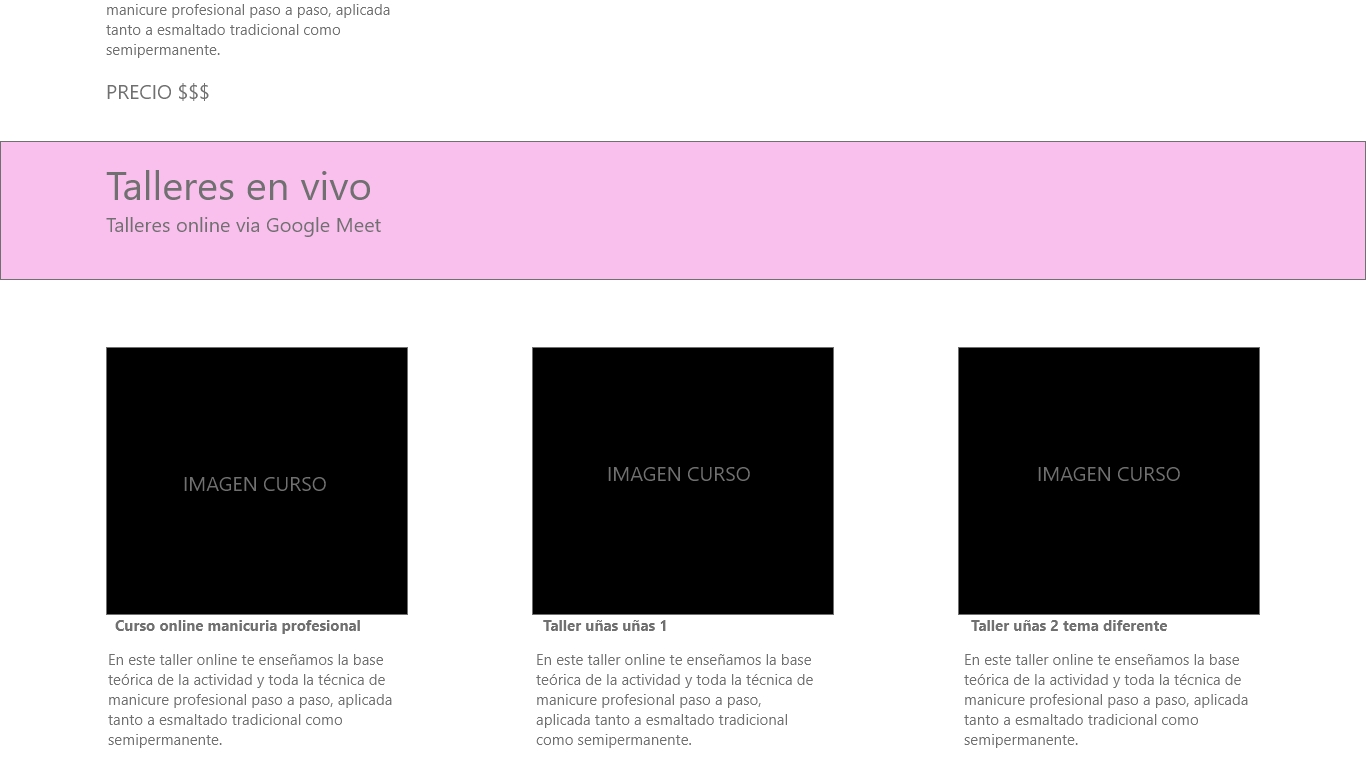 manicure profesional paso a paso, aplicada
tanto a esmaltado tradicional como
semipermanente.
PRECIO $$$
Talleres en vivo
Talleres online via Google Meet
IMAGEN CURSO
IMAGEN CURSO
IMAGEN CURSO
Curso online manicuria profesional
En este taller online te enseñamos la base
teórica de la actividad y toda la técnica de
manicure profesional paso a paso, aplicada
tanto a esmaltado tradicional como
semipermanente.
Taller uñas uñas 1
En este taller online te enseñamos la base
teórica de la actividad y toda la técnica de
manicure profesional paso a paso,
aplicada tanto a esmaltado tradicional
como semipermanente.
Taller uñas 2 tema diferente
En este taller online te enseñamos la base
teórica de la actividad y toda la técnica de
manicure profesional paso a paso, aplicada
tanto a esmaltado tradicional como
semipermanente.